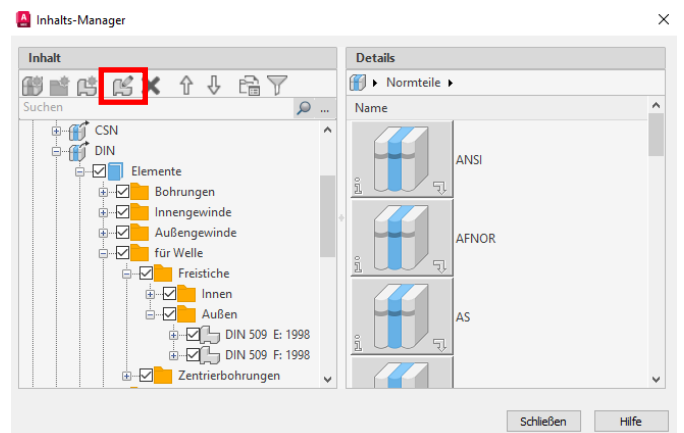 Inhalts-Manager
Inhalt
Suchen
...
CSN
DIN
Elemente
Bohrungen
Innengewinde
Außengewinde
für Welle
Freistiche
Innen
Außen
DIN 509 E: 1998
DIN 509 F: 1998
Zentrierbohrungen
Details
Normteile
Name
ANSI
AFNOR
AS
Schließen
Hilfe